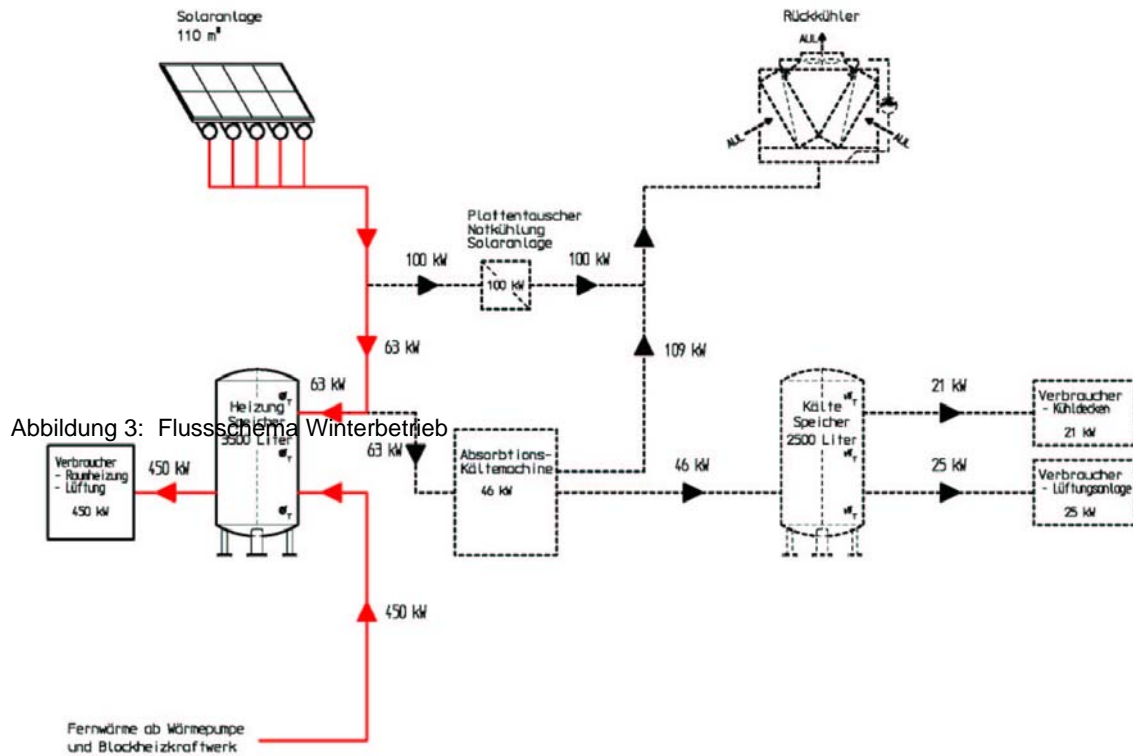 Solaranlage
110 m²
Rückkühler
AUL
AUL
AUL
Plattentauscher
Notkühlung
Solaranlage
100 kW
100 kW
100 kW
63 kW
109 kW
63 kW
Heizung
Speicher
3500 Liter
T
T
T
Abbildung 3: Flussschema Winterbetrieb
63 kW
Verbraucher
- Raumheizung
- Lüftung
450 kW
450 kW
Absorbtions-
Kältemachine
46 kW
46 kW
Kälte
Speicher
2500 Liter
T
T
T
21 kW
Verbraucher
- Kühldecken
21 kW
25 kW
Verbraucher
- Lüftungsanlage
25 kW
450 kW
Fernwärme ab Wärmepumpe
und Blockheizkraftwerk